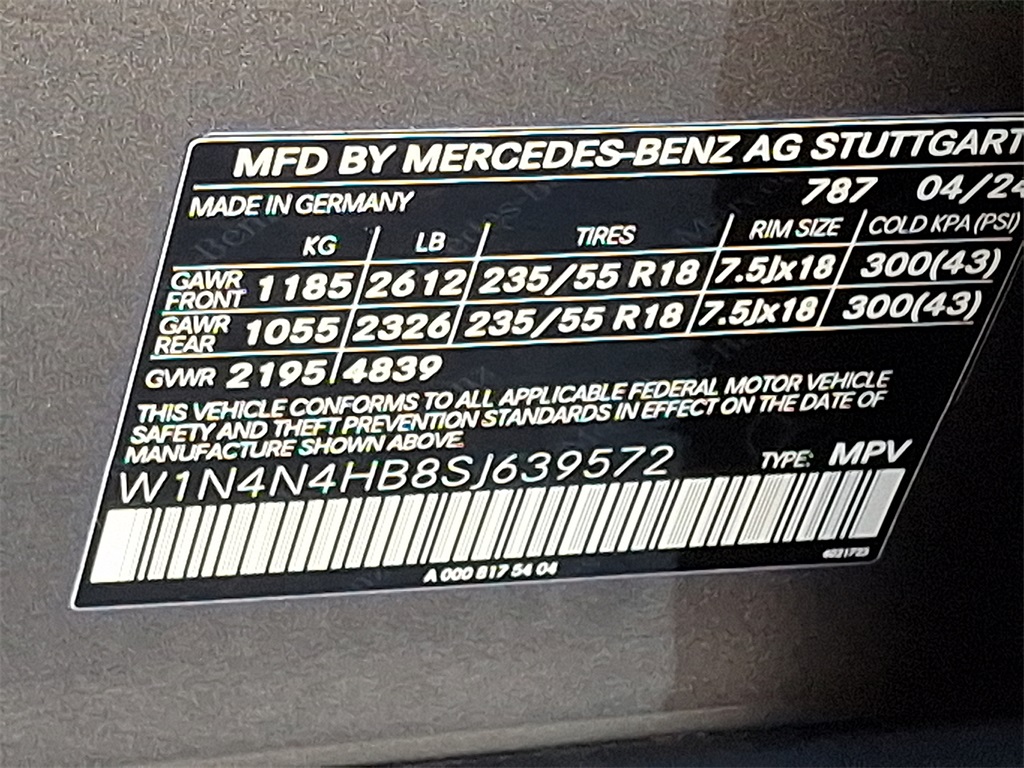 MFD BY MERCEDES-BENZ AG STUTTGART
787 04/24
MADE IN GERMANY
KG LB TIRES RIM SIZE COLD KPA (PSI)
GAWR FRONT 1185 2612 235/55 R18 7.5Jx18 300(43)
GAWR REAR 1055 2326 235/55 R18 7.5Jx18 300(43)
GVWR 2195 4839
THIS VEHICLE CONFORMS TO ALL APPLICABLE FEDERAL MOTOR VEHICLE
SAFETY AND THEFT PREVENTION STANDARDS IN EFFECT ON THE DATE OF
MANUFACTURE SHOWN ABOVE.
W1N4N4HB8SJ639572 TYPE: MPV
A 000 817 54 04